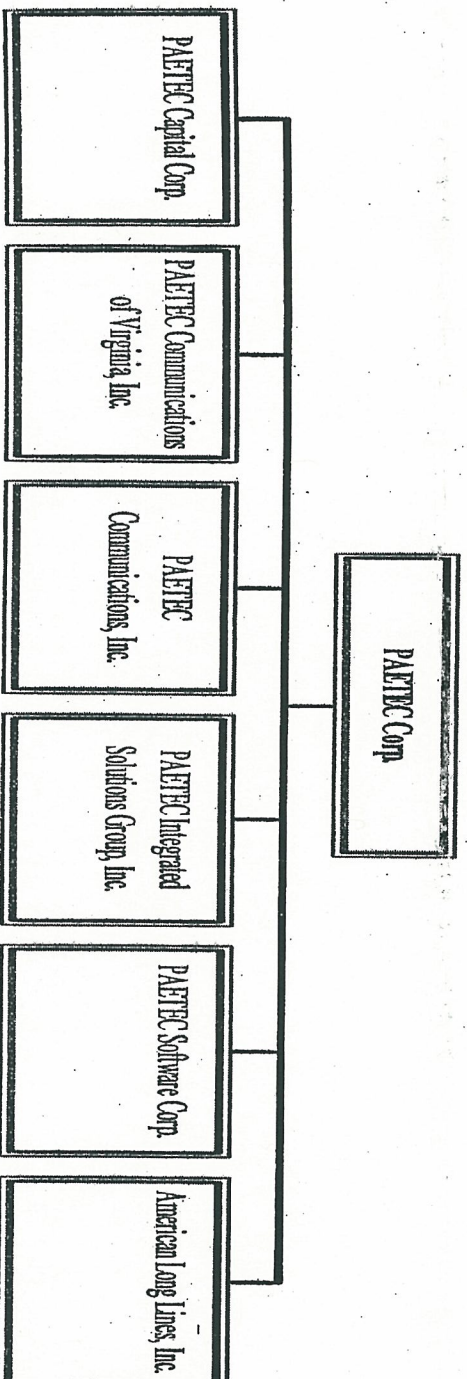 PAETEC Corp.
PAETEC Capital Corp.
PAETEC Communications
of Virginia, Inc.
PAETEC
Communications, Inc.
PAETEC Integrated
Solutions Group, Inc.
PAETEC Software Corp.
American Long Lines, Inc.